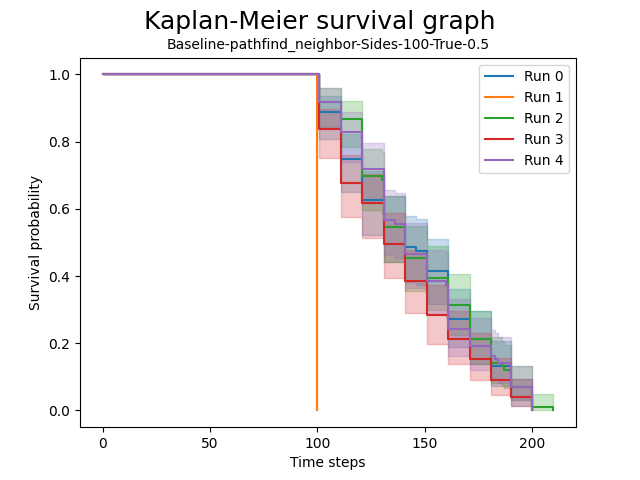 Kaplan-Meier survival graph
Baseline-pathfind_neighbor-Sides-100-True-0.5
Survival probability
1.0
0.8
0.6
0.4
0.2
0.0
Run 0
Run 1
Run 2
Run 3
Run 4
0
50
100
150
200
Time steps